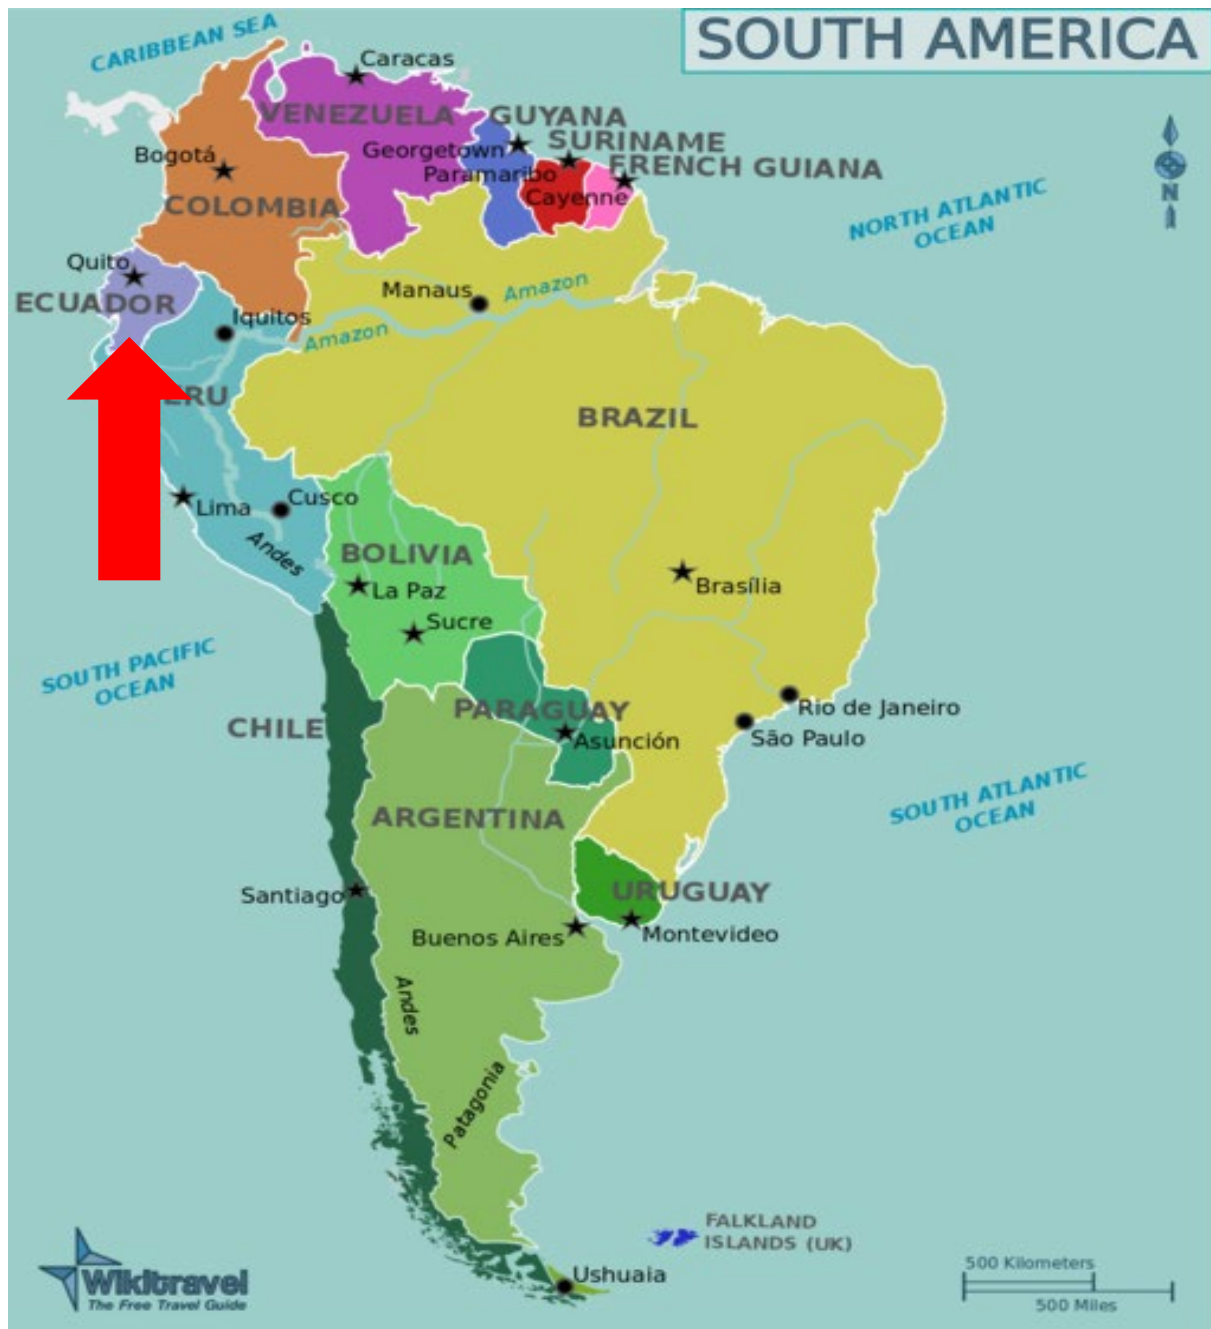 SOUTH AMERICA
CARIBBEAN SEA
Caracas
VENEZUELA
GUYANA
SURINAME
Georgetown
FRENCH GUIANA
Paramaribo
Cayenne
Bogotá
COLOMBIA
NORTH ATLANTIC
OCEAN
N
Quito
ECUADOR
Manaus
Amazon
Iquitos
Amazon
ERU
BRAZIL
Lima
Cusco
Andes
BOLIVIA
La Paz
Brasília
Sucre
SOUTH PACIFIC
OCEAN
CHILE
PARAGUAY
Asunción
Rio de Janeiro
São Paulo
SOUTH ATLANTIC
OCEAN
ARGENTINA
Santiago
URUGUAY
Buenos Aires
Montevideo
Andes
Patagonia
FALKLAND
ISLANDS (UK)
Ushuaia
Wikitravel
The Free Travel Guide
500 Kilometers
500 Miles